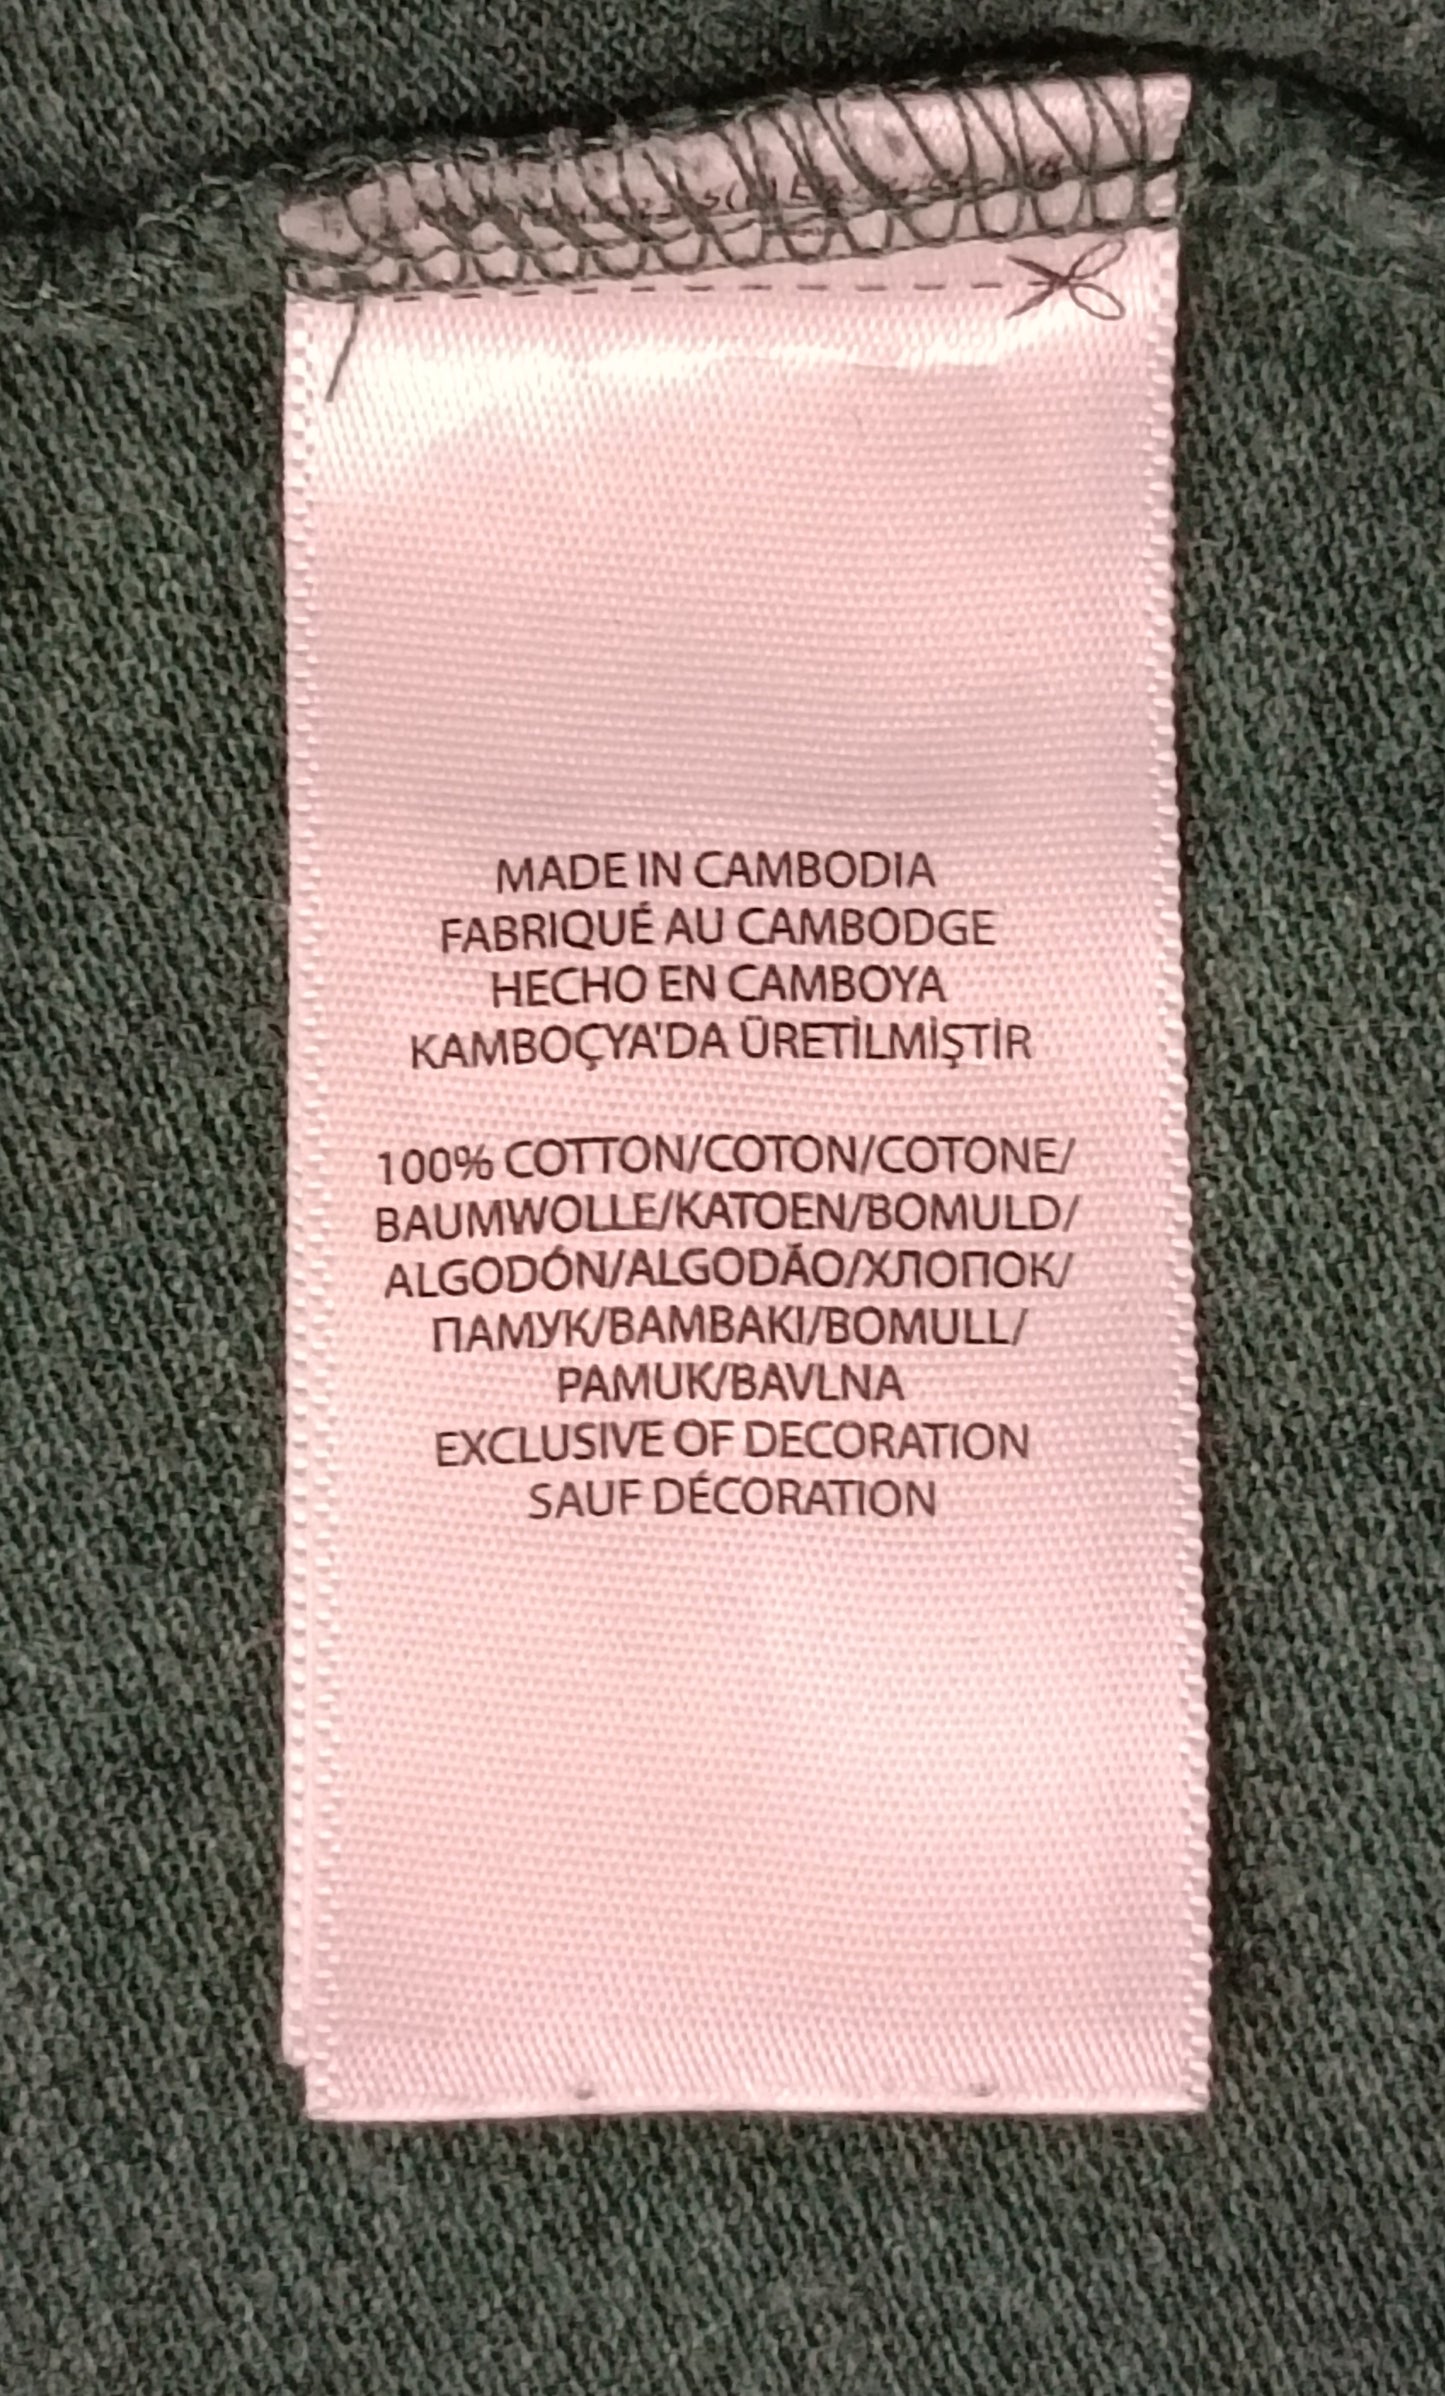 MADE IN CAMBODIA
FABRIQUÉ AU CAMBODGE
HECHO EN CAMBOYA
KAMBOÇYA'DA ÜRETİLMİŞTİR
100% COTTON/COTON/COTONE/
BAUMWOLLE/KATOEN/BOMULD/
ALGODÓN/ALGODÃO/ХЛОПОК/
ПАМУК/BAMBAKI/BOMULL/
PAMUK/BAVLNA
EXCLUSIVE OF DECORATION
SAUF DÉCORATION